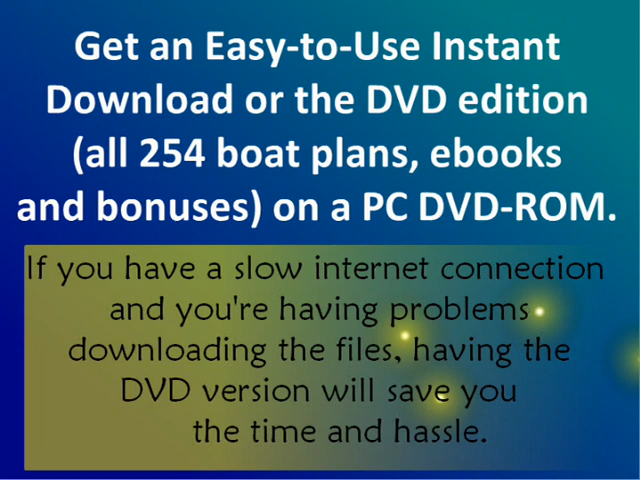 Get an Easy-to-Use Instant
Download or the DVD edition
(all 254 boat plans, ebooks
and bonuses) on a PC DVD-ROM.
If you have a slow internet connection
and you're having problems
downloading the files, having the
DVD version will save you
the time and hassle.